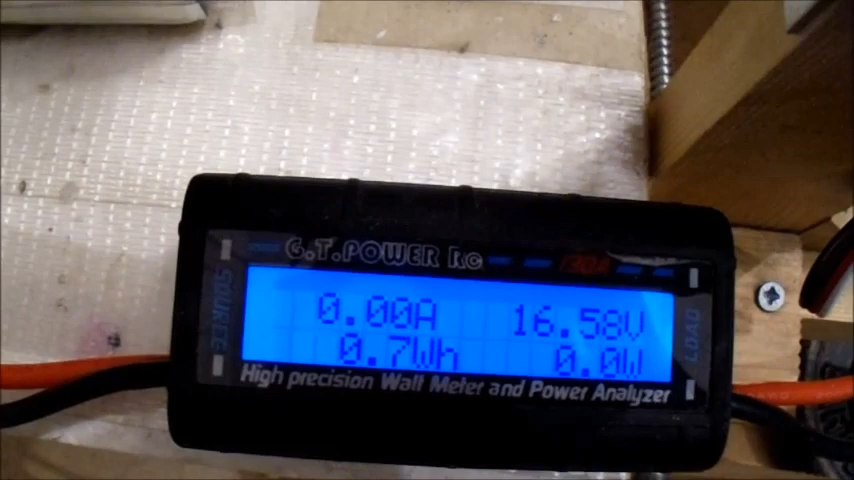 G.T.POWER RC
130A
SOURCE
LOAD
0.00A 16.58V
0.7Wh 0.0W
High precision Watt Meter and Power Analyzer